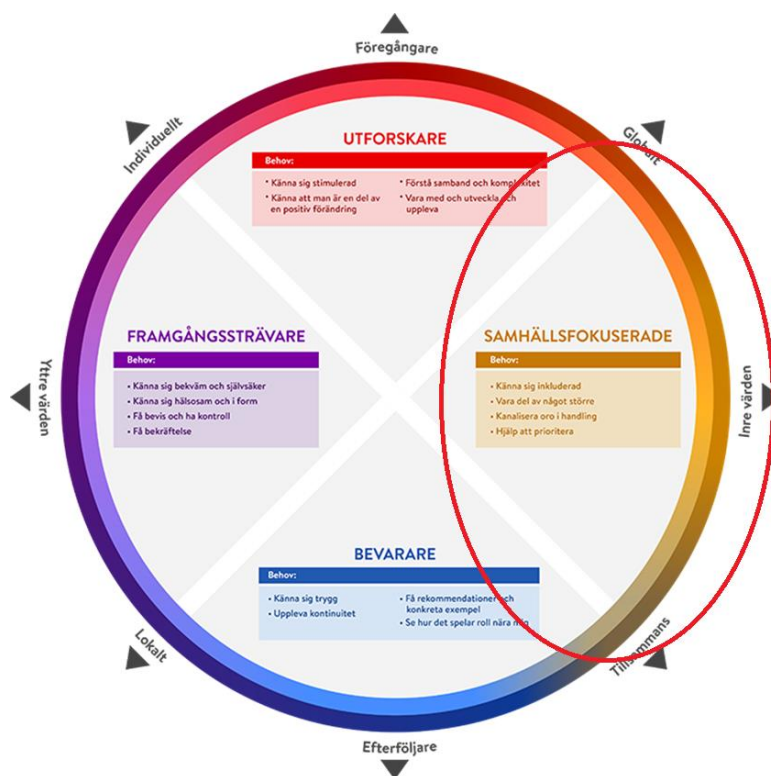 Föregångare
Individuellt
Globalt
UTFORSKARE
Behov:
• Känna sig stimulerad
• Känna att man är en del av
en positiv förändring
• Förstå samband och komplexitet
• Vara med och utveckla och
uppleva
FRAMGÅNGSSTRÄVARE
Behov:
• Känna sig bekväm och självsäker
• Känna sig hälsosam och i form
• Få bevis och ha kontroll
• Få bekräftelse
SAMHÄLLSFOKUSERADE
Behov:
• Känna sig inkluderad
• Vara del av något större
• Kanalisera oro i handling
• Hjälp att prioritera
Yttre värden
Inre värden
BEVARARE
Behov:
• Känna sig trygg
• Uppleva kontinuitet
• Få rekommendationer och
konkreta exempel
• Se hur det spelar roll nära mig
Lokalt
Tillsammans
Efterföljare